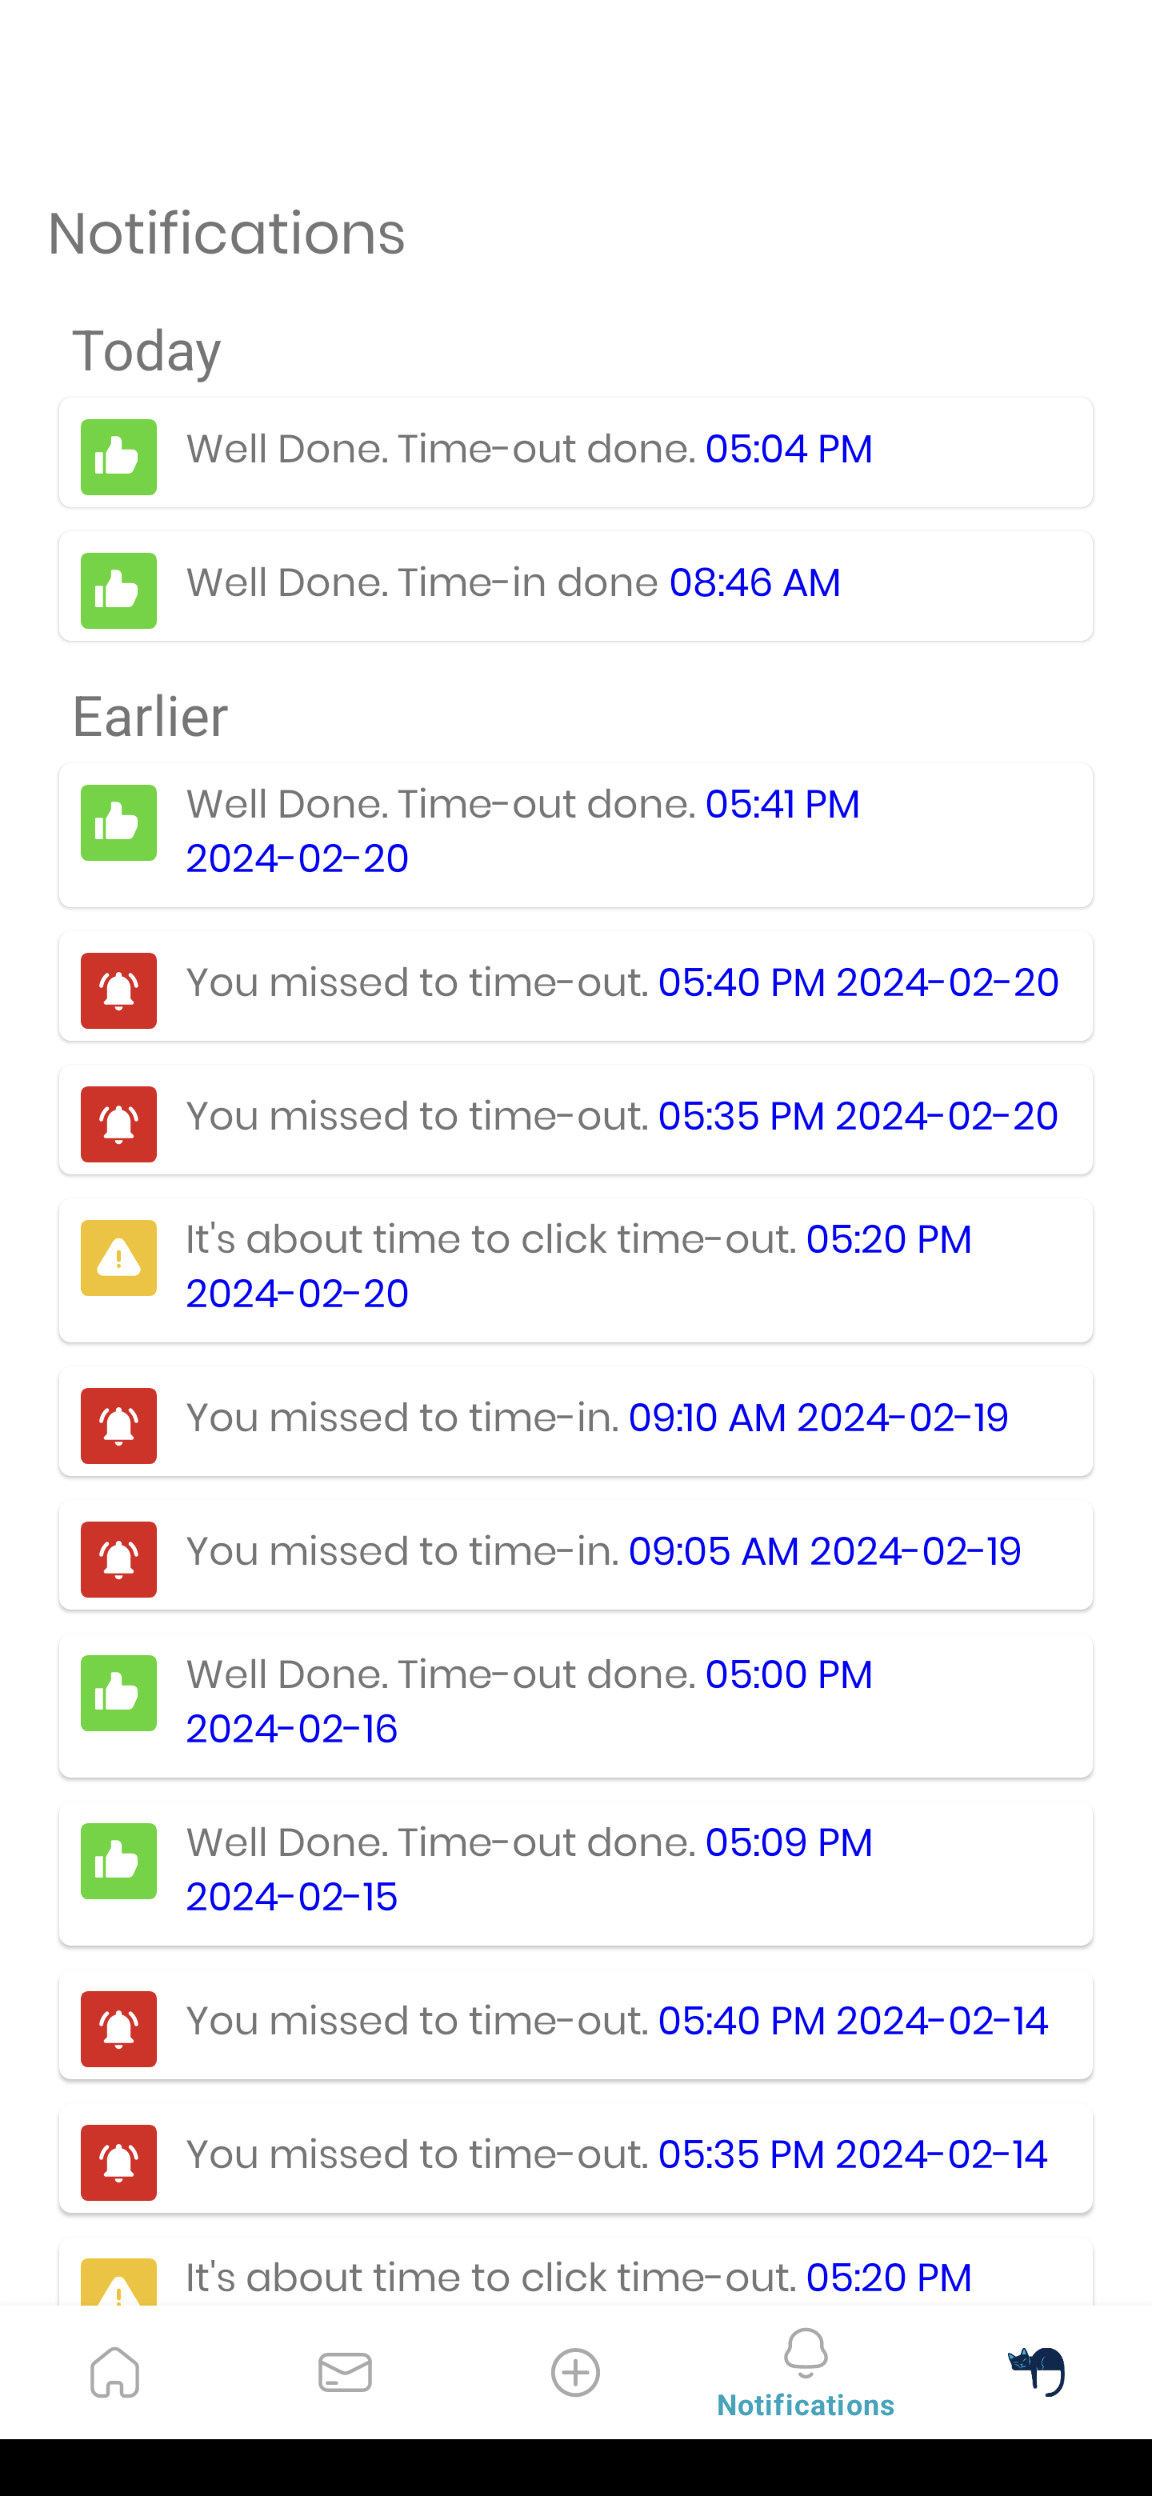 Notifications
Today
Well Done. Time-out done. 05:04 PM
Well Done. Time-in done 08:46 AM
Earlier
Well Done. Time-out done. 05:41 PM
2024-02-20
You missed to time-out. 05:40 PM 2024-02-20
You missed to time-out. 05:35 PM 2024-02-20
It's about time to click time-out. 05:20 PM
2024-02-20
You missed to time-in. 09:10 AM 2024-02-19
You missed to time-in. 09:05 AM 2024-02-19
Well Done. Time-out done. 05:00 PM
2024-02-16
Well Done. Time-out done. 05:09 PM
2024-02-15
You missed to time-out. 05:40 PM 2024-02-14
You missed to time-out. 05:35 PM 2024-02-14
It's about time to click time-out. 05:20 PM
Notifications